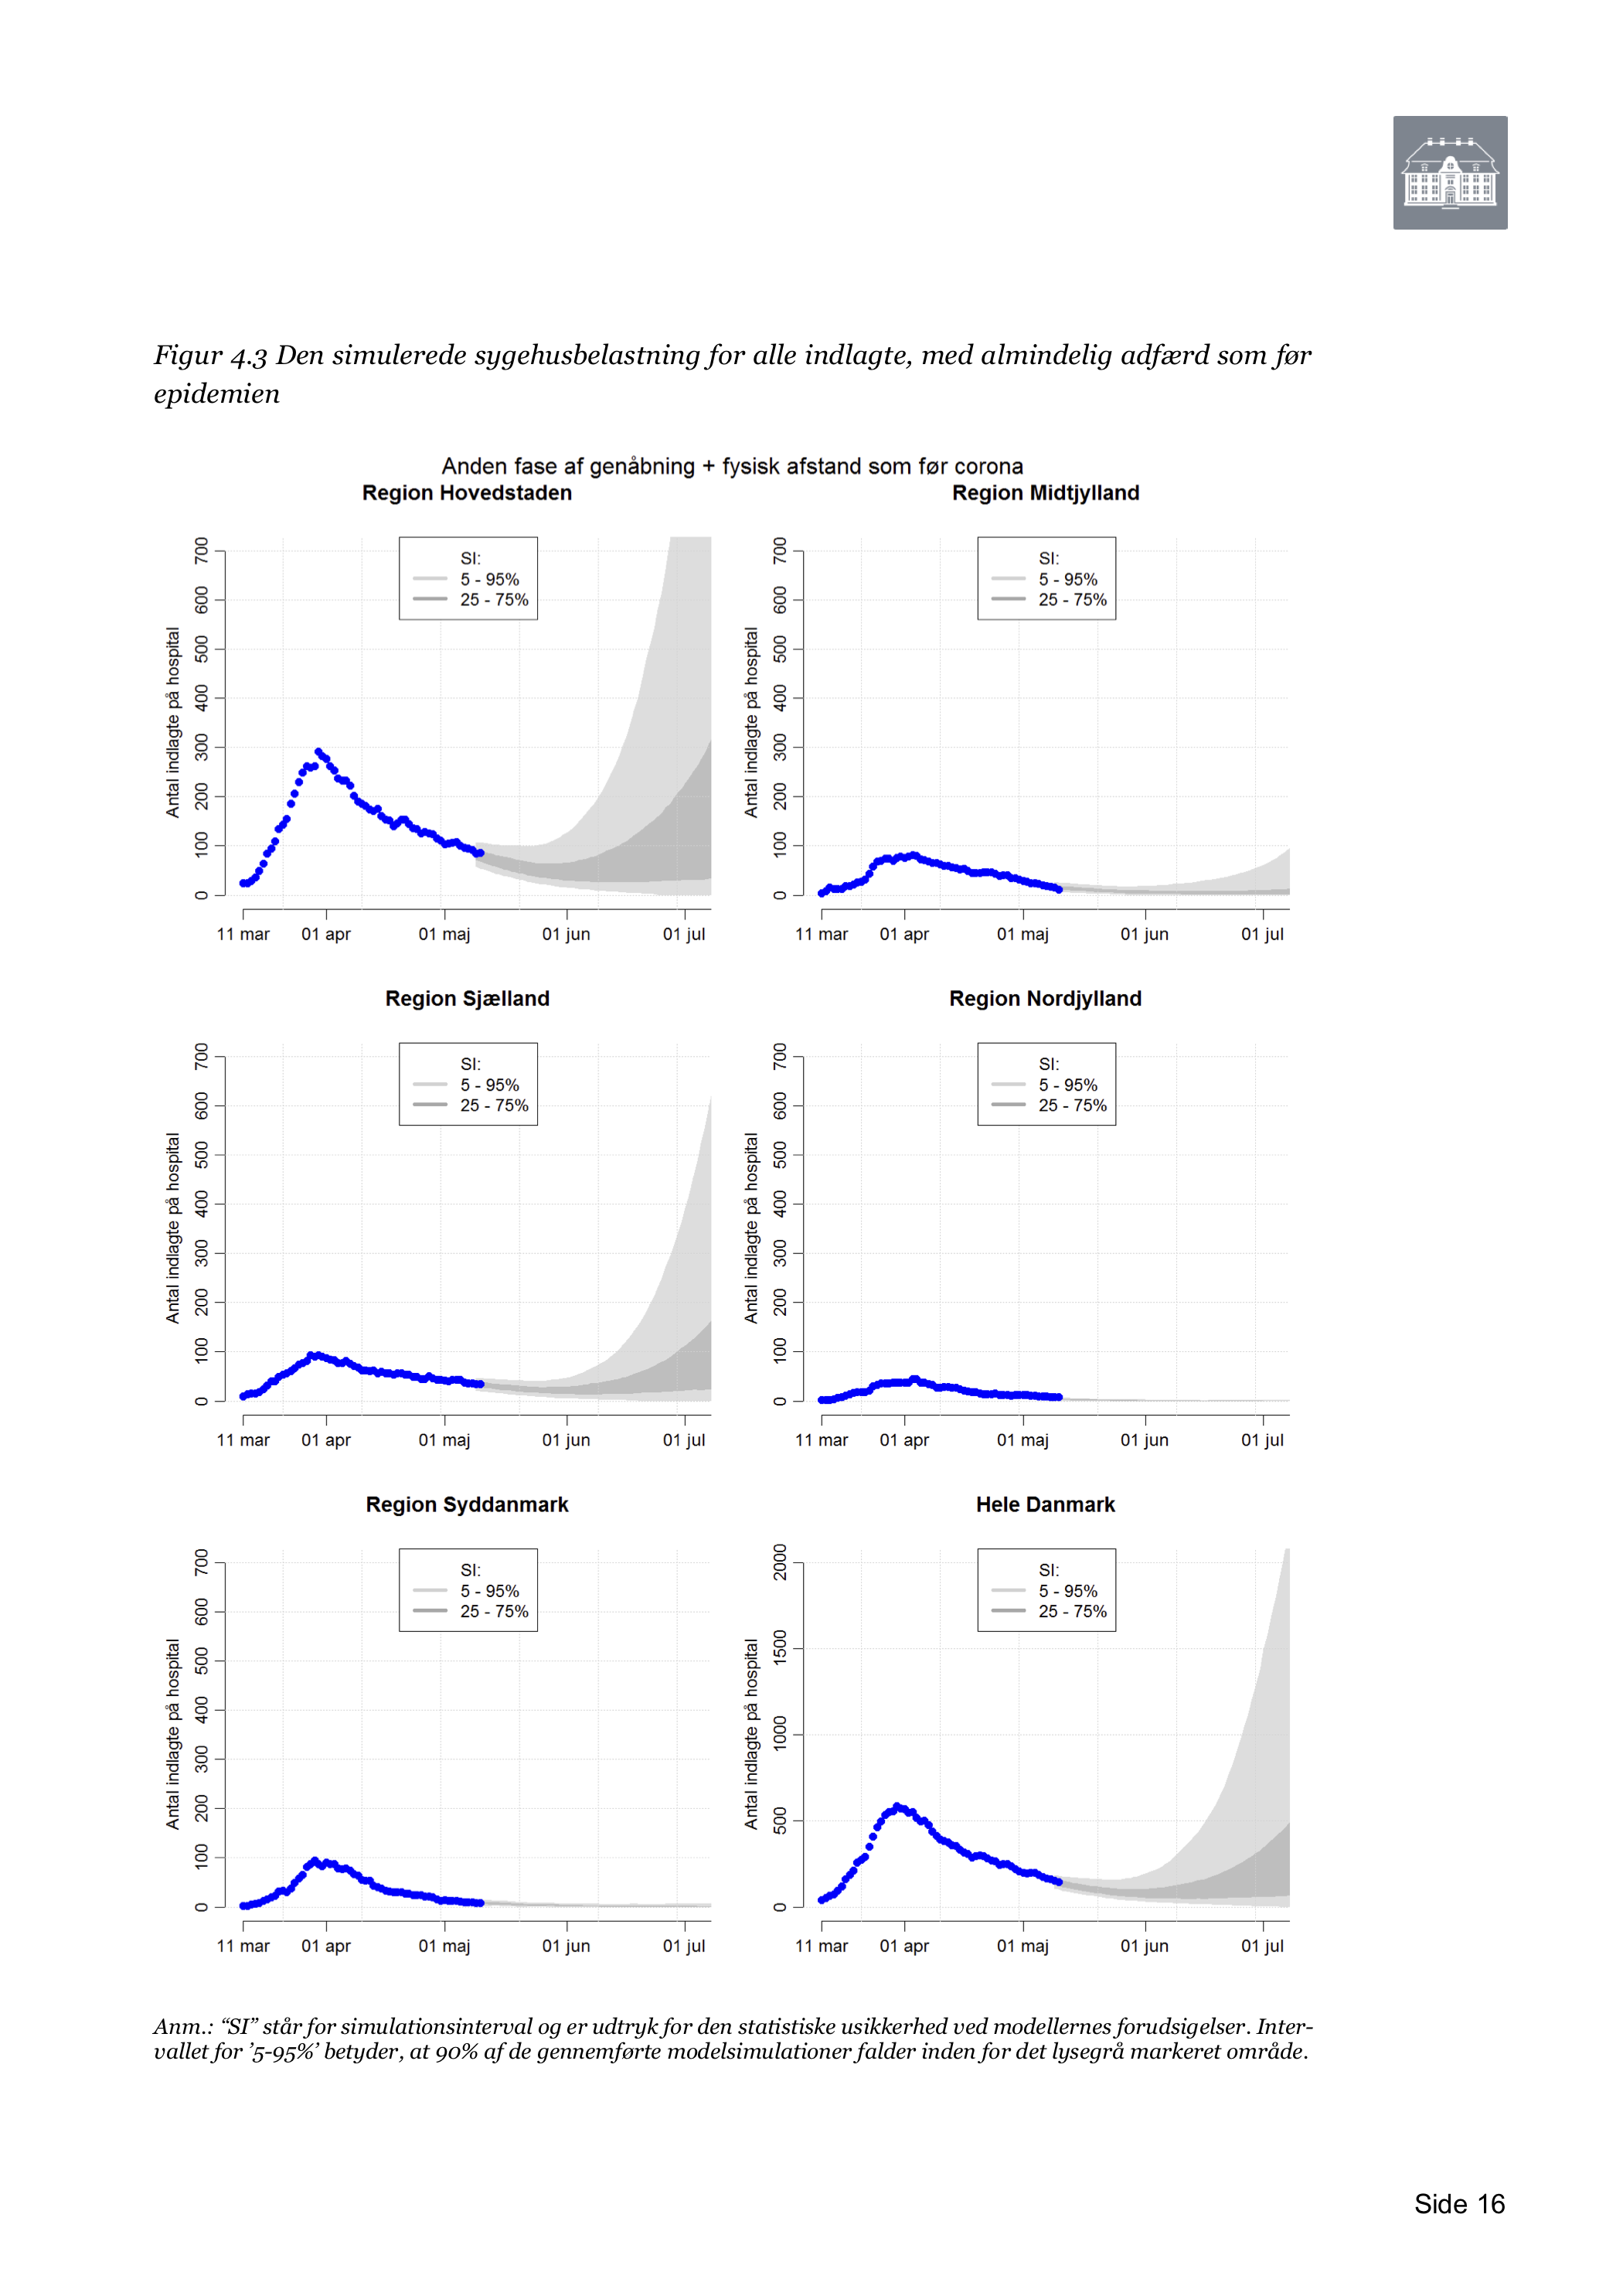 Figur 4.3 Den simulerede sygehusbelastning for alle indlagte, med almindelig adfærd som før
epidemien
Anden fase af genåbning + fysisk afstand som før corona
Region Hovedstaden
Antal indlagte på hospital
700
600
500
400
300
200
100
0
SI:
5 - 95%
25 - 75%
11 mar 01 apr 01 maj 01 jun 01 jul
Region Midtjylland
Antal indlagte på hospital
700
600
500
400
300
200
100
0
SI:
5 - 95%
25 - 75%
11 mar 01 apr 01 maj 01 jun 01 jul
Region Sjælland
Antal indlagte på hospital
700
600
500
400
300
200
100
0
SI:
5 - 95%
25 - 75%
11 mar 01 apr 01 maj 01 jun 01 jul
Region Nordjylland
Antal indlagte på hospital
700
600
500
400
300
200
100
0
SI:
5 - 95%
25 - 75%
11 mar 01 apr 01 maj 01 jun 01 jul
Region Syddanmark
Antal indlagte på hospital
700
600
500
400
300
200
100
0
SI:
5 - 95%
25 - 75%
11 mar 01 apr 01 maj 01 jun 01 jul
Hele Danmark
Antal indlagte på hospital
2000
1500
1000
500
0
SI:
5 - 95%
25 - 75%
11 mar 01 apr 01 maj 01 jun 01 jul
Anm.: “SI” står for simulationsinterval og er udtryk for den statistiske usikkerhed ved modellernes forudsigelser. Inter-
vallet for ’5-95%’ betyder, at 90% af de gennemførte modelsimulationer falder inden for det lysegrå markeret område.
Side 16